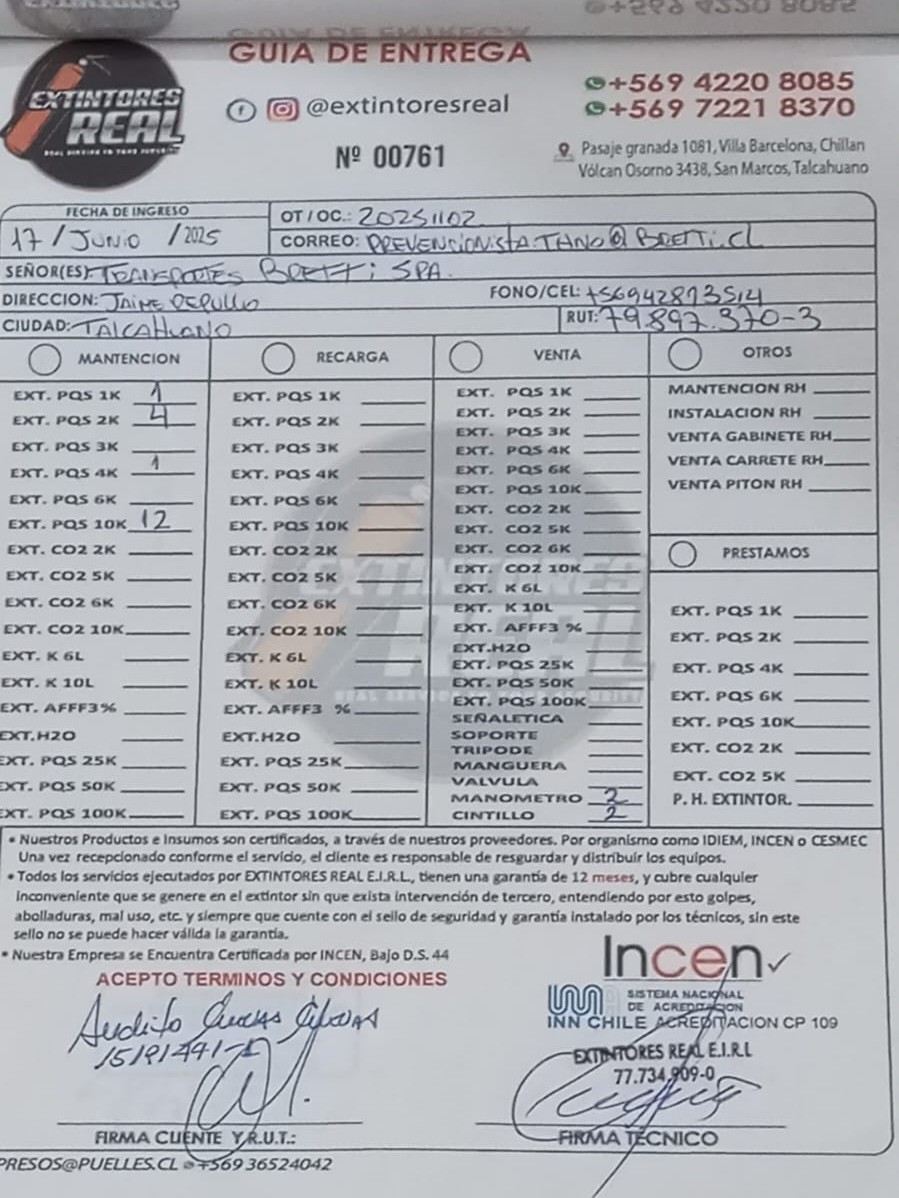 GUIA DE ENTREGA
EXTINTORES
REAL
REAL SERVICE TO YOUR SECURITY
@extintoresreal
+569 4220 8085
+569 7221 8370
Nº 00761
Pasaje granada 1081, Villa Barcelona, Chillan
Vólcan Osorno 3438, San Marcos, Talcahuano
FECHA DE INGRESO
17 / JUNIO / 2025
OT / OC.: 20251102
CORREO: PREVENCIONISTA.THNO@BRETTI.CL
SEÑOR(ES): TRANSPORTES BRETTI SPA.
DIRECCION: JAIME REPULLO
FONO/CEL: +56942813514
CIUDAD: TALCAHUANO
RUT: 79.897.370-3
MANTENCION
EXT. PQS 1K 1
EXT. PQS 2K 4
EXT. PQS 3K
EXT. PQS 4K 1
EXT. PQS 6K
EXT. PQS 10K 12
EXT. CO2 2K
EXT. CO2 5K
EXT. CO2 6K
EXT. CO2 10K
EXT. K 6L
EXT. K 10L
EXT. AFFF3%
EXT.H2O
EXT. PQS 25K
EXT. PQS 50K
EXT. PQS 100K
RECARGA
EXT. PQS 1K
EXT. PQS 2K
EXT. PQS 3K
EXT. PQS 4K
EXT. PQS 6K
EXT. PQS 10K
EXT. CO2 2K
EXT. CO2 5K
EXT. CO2 6K
EXT. CO2 10K
EXT. K 6L
EXT. K 10L
EXT. AFFF3 %
EXT.H2O
EXT. PQS 25K
EXT. PQS 50K
EXT. PQS 100K
VENTA
EXT. PQS 1K
EXT. PQS 2K
EXT. PQS 3K
EXT. PQS 4K
EXT. PQS 6K
EXT. PQS 10K
EXT. CO2 2K
EXT. CO2 5K
EXT. CO2 6K
EXT. CO2 10K
EXT. K 6L
EXT. K 10L
EXT. AFFF3 %
EXT.H2O
EXT. PQS 25K
EXT. PQS 50K
EXT. PQS 100K
SEÑALETICA
SOPORTE
TRIPODE
MANGUERA
VALVULA
MANOMETRO 2
CINTILLO 2
OTROS
MANTENCION RH
INSTALACION RH
VENTA GABINETE RH
VENTA CARRETE RH
VENTA PITON RH
PRESTAMOS
EXT. PQS 1K
EXT. PQS 2K
EXT. PQS 4K
EXT. PQS 6K
EXT. PQS 10K
EXT. CO2 2K
EXT. CO2 5K
P. H. EXTINTOR.
• Nuestros Productos e Insumos son certificados, a través de nuestros proveedores. Por organismo como IDIEM, INCEN o CESMEC
Una vez recepcionado conforme el servicio, el cliente es responsable de resguardar y distribuir los equipos.
• Todos los servicios ejecutados por EXTINTORES REAL E.I.R.L., tienen una garantía de 12 meses, y cubre cualquier
inconveniente que se genere en el extintor sin que exista intervención de tercero, entendiendo por esto golpes,
abolladuras, mal uso, etc. y siempre que cuente con el sello de seguridad y garantía instalado por los técnicos, sin este
sello no se puede hacer válida la garantía.
• Nuestra Empresa se Encuentra Certificada por INCEN, Bajo D.S. 44
ACEPTO TERMINOS Y CONDICIONES
Incen
INN
SISTEMA NACIONAL
DE ACREDITACION
INN CHILE ACREDITACION CP 109
EXTINTORES REAL E.I.R.L
77.734.909-0
FIRMA CLIENTE Y R.U.T.:
FIRMA TÉCNICO
PRESOS@PUELLES.CL +569 36524042